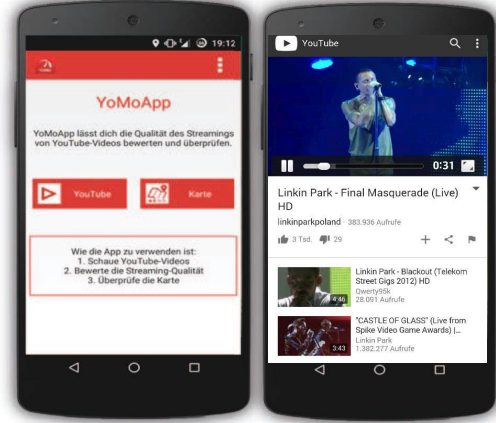 19:12
YoMoApp
YoMoApp lässt dich die Qualität des Streamings
von YouTube-Videos bewerten und überprüfen.
YouTube
Karte
Wie die App zu verwenden ist:
1. Schaue YouTube-Videos
2. Bewerte die Streaming-Qualität
3. Überprüfe die Karte
YouTube
0:31
Linkin Park - Final Masquerade (Live)
HD
linkinparkpoland · 383.936 Aufrufe
3 Tsd. 29
Linkin Park - Blackout (Telekom
Street Gigs 2012) HD
Qwerty95k
28.091 Aufrufe
4:46
"CASTLE OF GLASS" (Live from
Spike Video Game Awards) |...
Linkin Park
1.382.277 Aufrufe
3:43